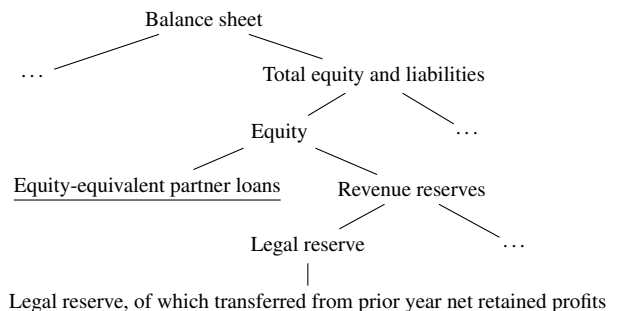 Balance sheet
...
Total equity and liabilities
Equity
...
Equity-equivalent partner loans
Revenue reserves
Legal reserve
...
Legal reserve, of which transferred from prior year net retained profits